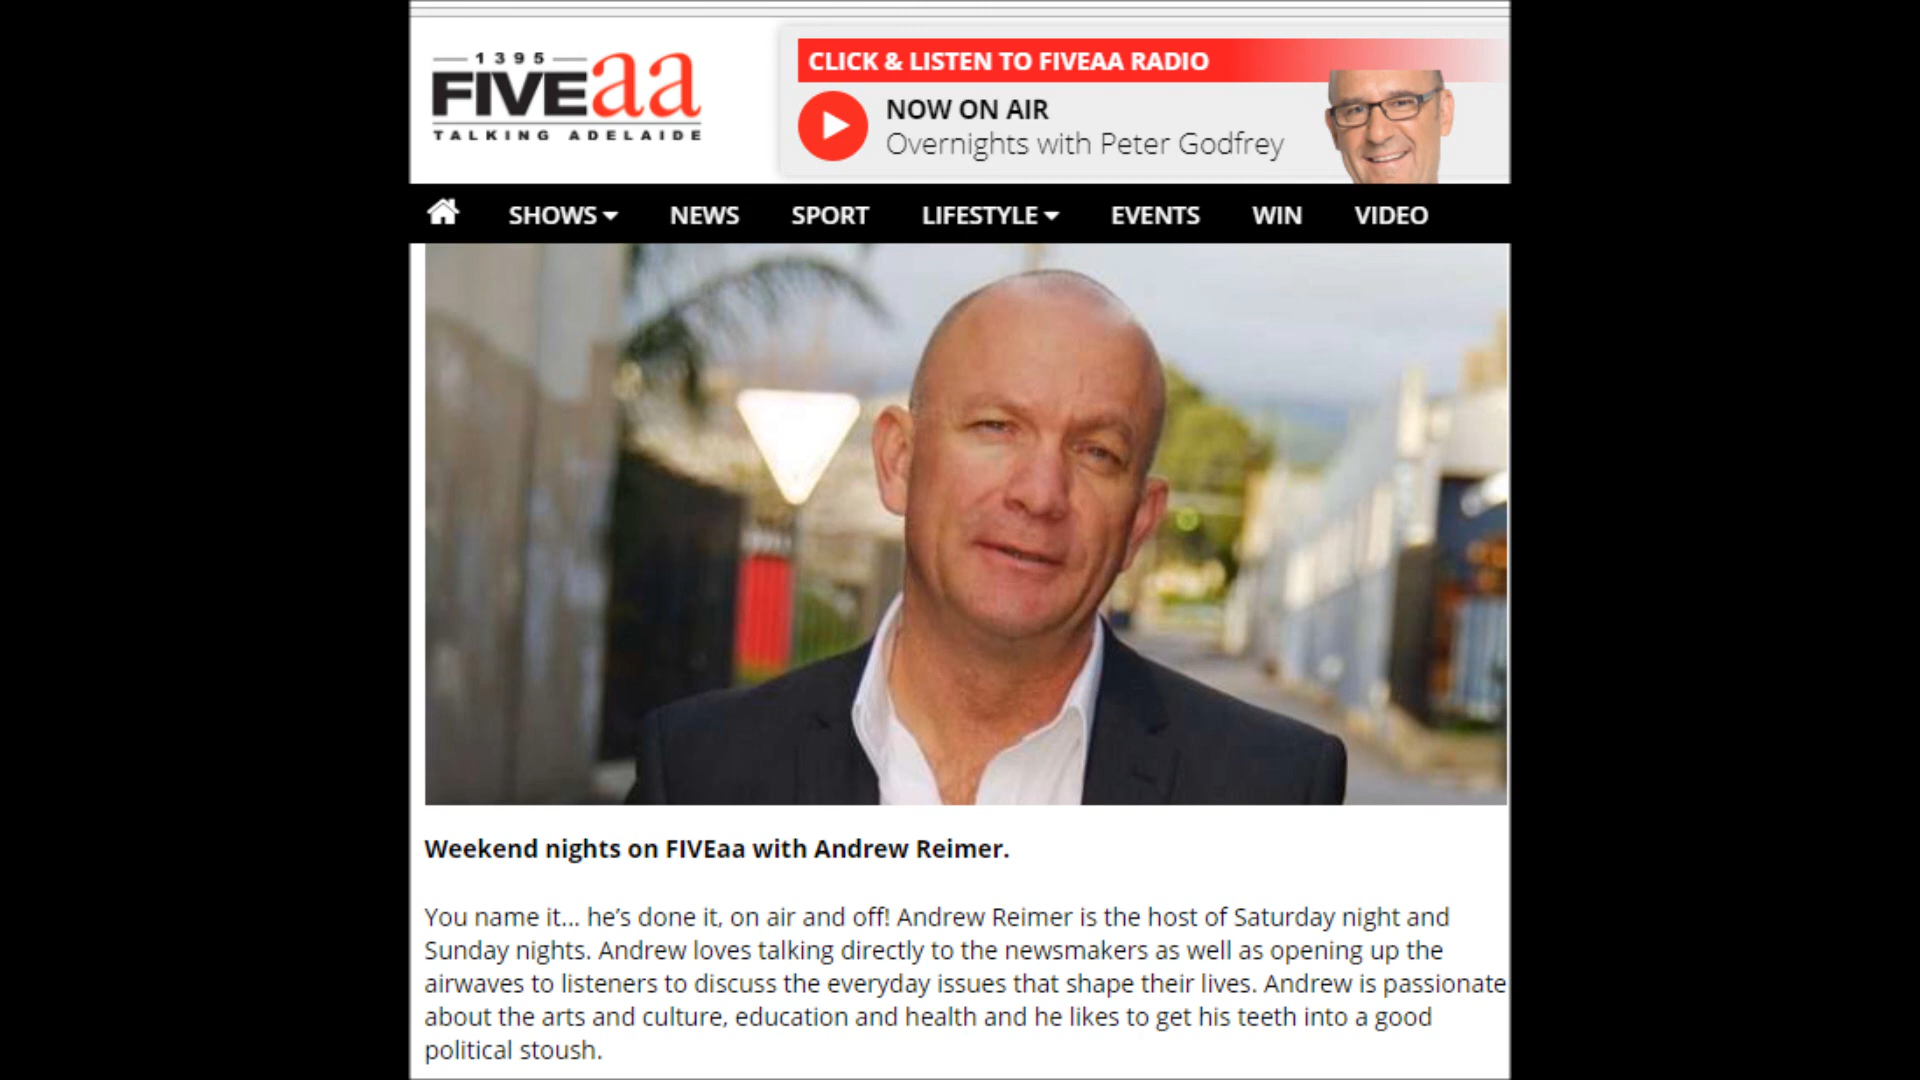 1395
FIVEaa
TALKING ADELAIDE
CLICK & LISTEN TO FIVEAA RADIO
NOW ON AIR
Overnights with Peter Godfrey
SHOWS NEWS SPORT LIFESTYLE EVENTS WIN VIDEO
Weekend nights on FIVEaa with Andrew Reimer.
You name it... he's done it, on air and off! Andrew Reimer is the host of Saturday night and
Sunday nights. Andrew loves talking directly to the newsmakers as well as opening up the
airwaves to listeners to discuss the everyday issues that shape their lives. Andrew is passionate
about the arts and culture, education and health and he likes to get his teeth into a good
political stoush.